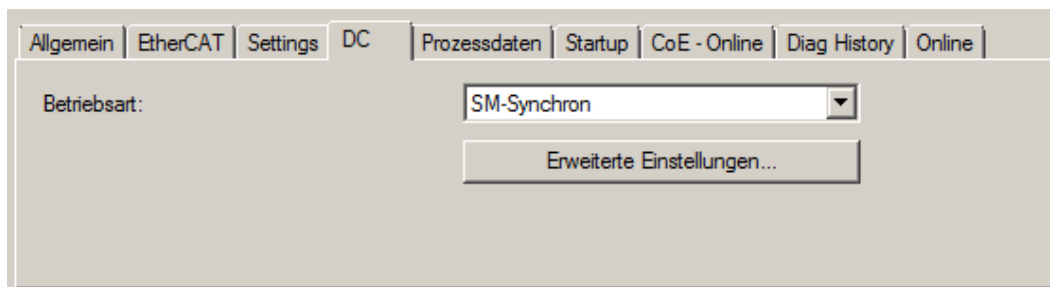 Allgemein EtherCAT Settings DC Prozessdaten Startup CoE - Online Diag History Online
Betriebsart: SM-Synchron
Erweiterte Einstellungen...